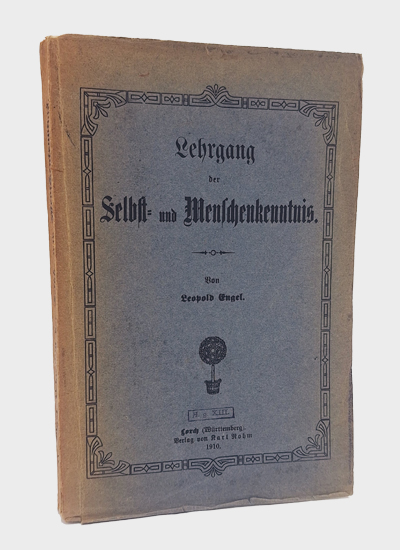 Lehrgang
der
Selbst- und Menschenkenntnis.
Von
Leopold Engel.
Lorch (Württemberg).
Verlag von Karl Rohm
1910.